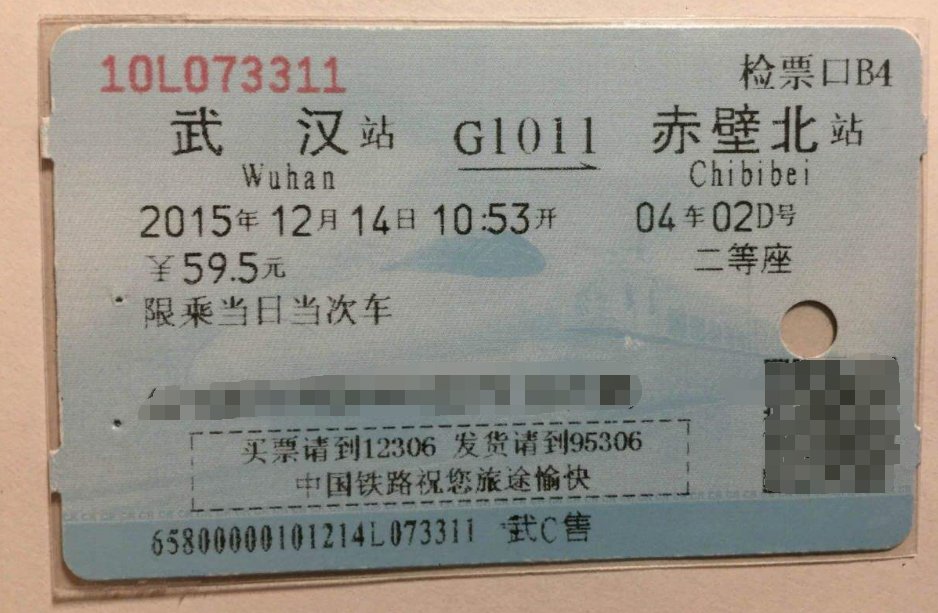 10L073311 检票口B4
武汉站 G1011 赤壁北站
Wuhan Chibibei
2015年12月14日10:53开 04车02D号
￥59.5元 二等座
限乘当日当次车
买票请到12306 发货请到95306
中国铁路祝您旅途愉快
65800000101214L073311 武C售